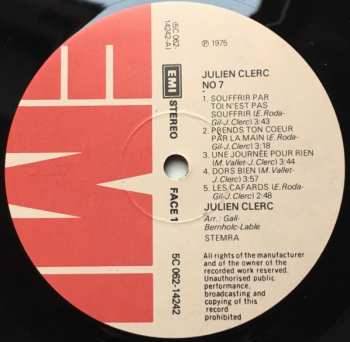 EMI
(5C 062-
14242-A)
EMI
STEREO
FACE 1
5C 062-14242
℗ 1975
JULIEN CLERC
NO 7
1. SOUFFRIR PAR
TOI N'EST PAS
SOUFFRIR (E. Roda-
Gil-J. Clerc) 3:43
2. PRENDS TON COEUR
PAR LA MAIN (E. Roda-
Gil-J. Clerc) 3:18
3. UNE JOURNÉE POUR RIEN
(M. Vallet-J. Clerc) 3:44
4. DORS BIEN (M. Vallet-J.
Clerc) 3:57
5. LES CAFARDS (E. Roda-
Gil-J. Clerc) 2:48
JULIEN CLERC
Arr.: Gall-
Bernholc-Lable
STEMRA
All rights of the manufacturer
and of the owner of the
recorded work reserved.
Unauthorised public
performance,
broadcasting and
copying of this
record
prohibited